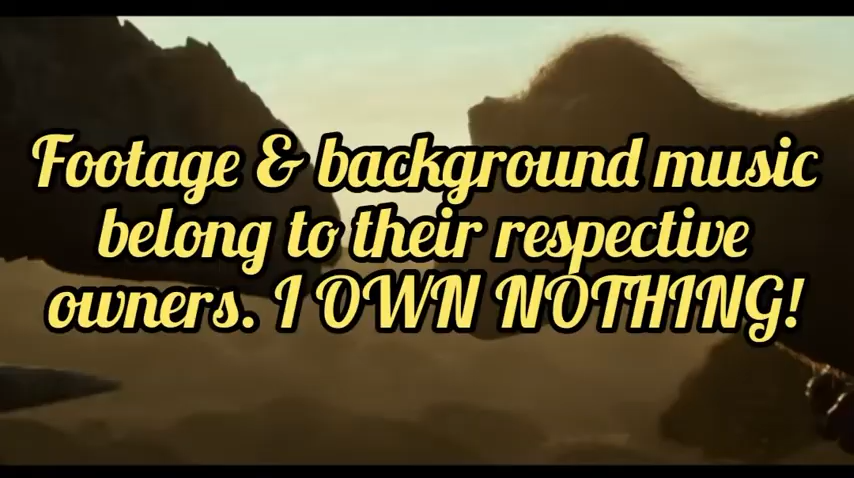 Footage & background music
belong to their respective
owners. I OWN NOTHING!